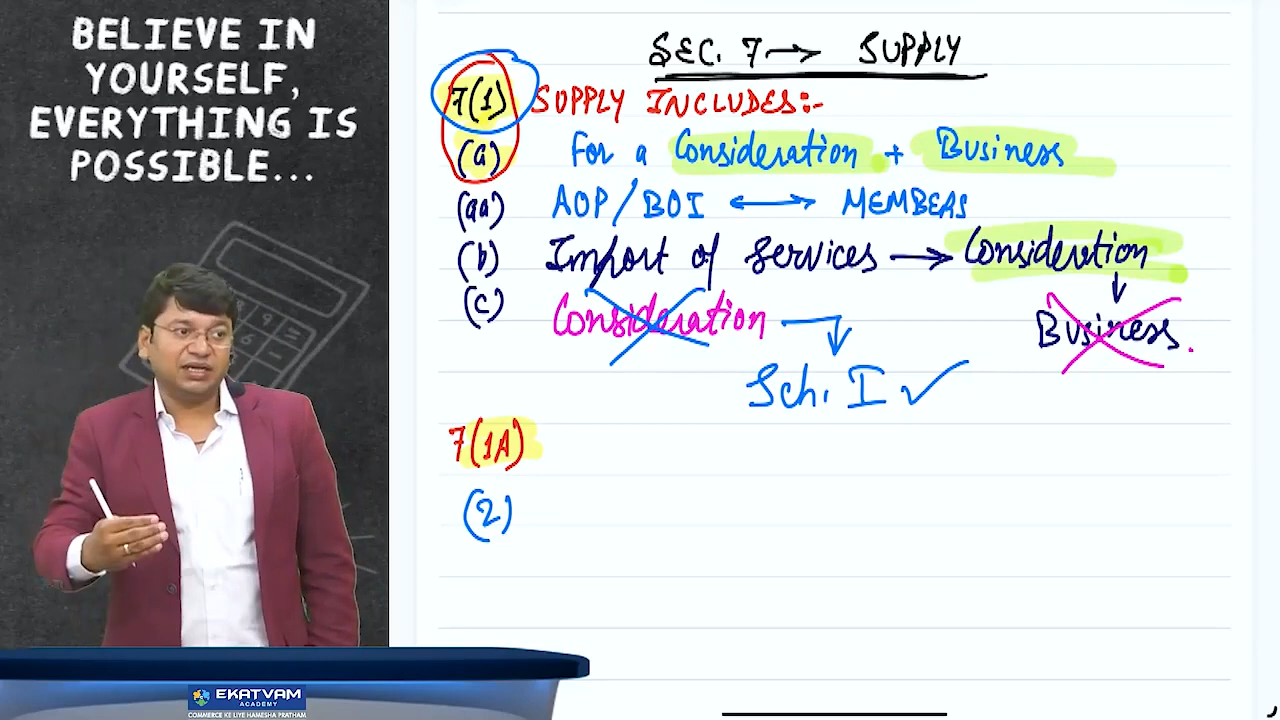 BELIEVE IN
YOURSELF,
EVERYTHING IS
POSSIBLE...
SEC. 7 → SUPPLY
7(1) SUPPLY INCLUDES:-
(a) For a Consideration + Business
(aa) AOP/BOI ↔ MEMBERS
(b) Import of Services → Consideration
↓
Business.
(c) Consideration
Sch. I ✓
7(1A)
(2)
EKATVAM
ACADEMY
COMMERCE KE LIYE HAMESHA PRATHAM